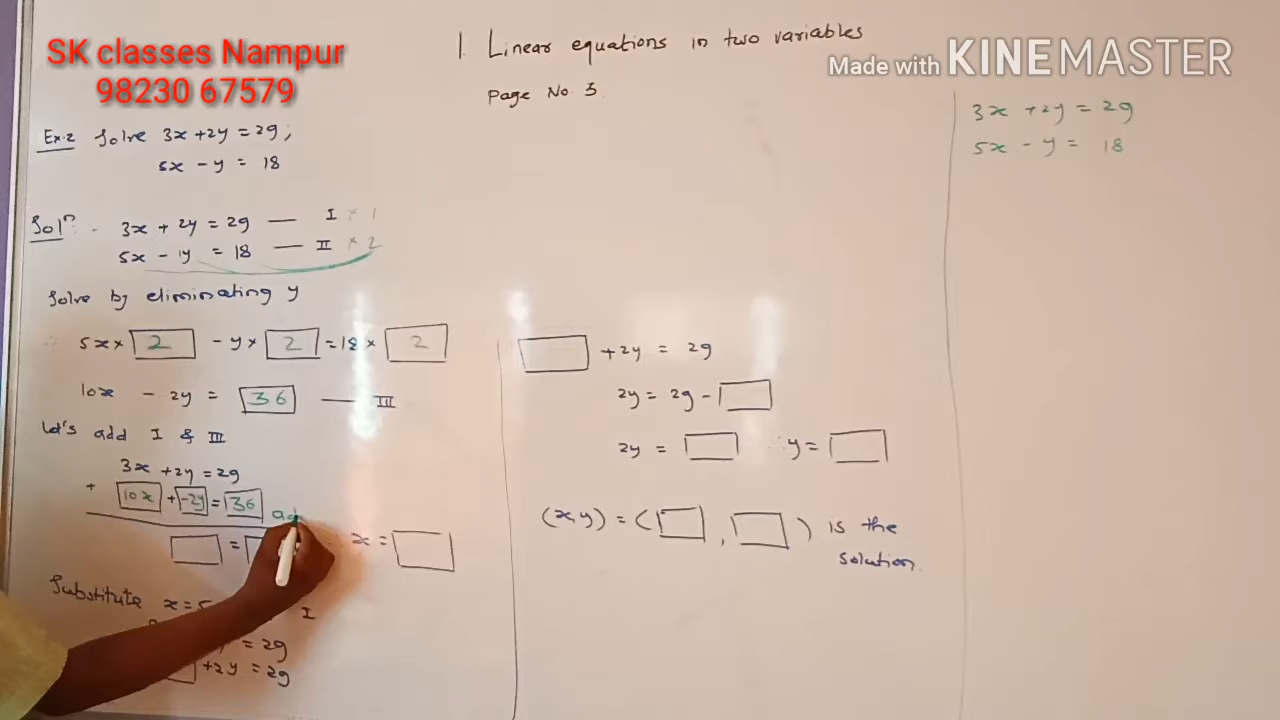 SK classes Nampur
98230 67579
1. Linear equations in two variables
Page No. 3
Made with KINEMASTER
Ex.2 Solve 3x + 2y = 29;
5x - y = 18
Solⁿ:- 3x + 2y = 29 — I × 1
5x - 1y = 18 — II × 2
Solve by eliminating y
∴ 5x × 2 - y × 2 = 18 × 2
10x - 2y = 36 — III
Let's add I & III
3x + 2y = 29
+ 10x + -2y = 36
= x =
Substitute x = 5 I
= 29
+ 2y = 29
+ 2y = 29
2y = 29 -
2y = ∴ y =
(x, y) = ( , ) is the
solution.
3x + 2y = 29
5x - y = 18